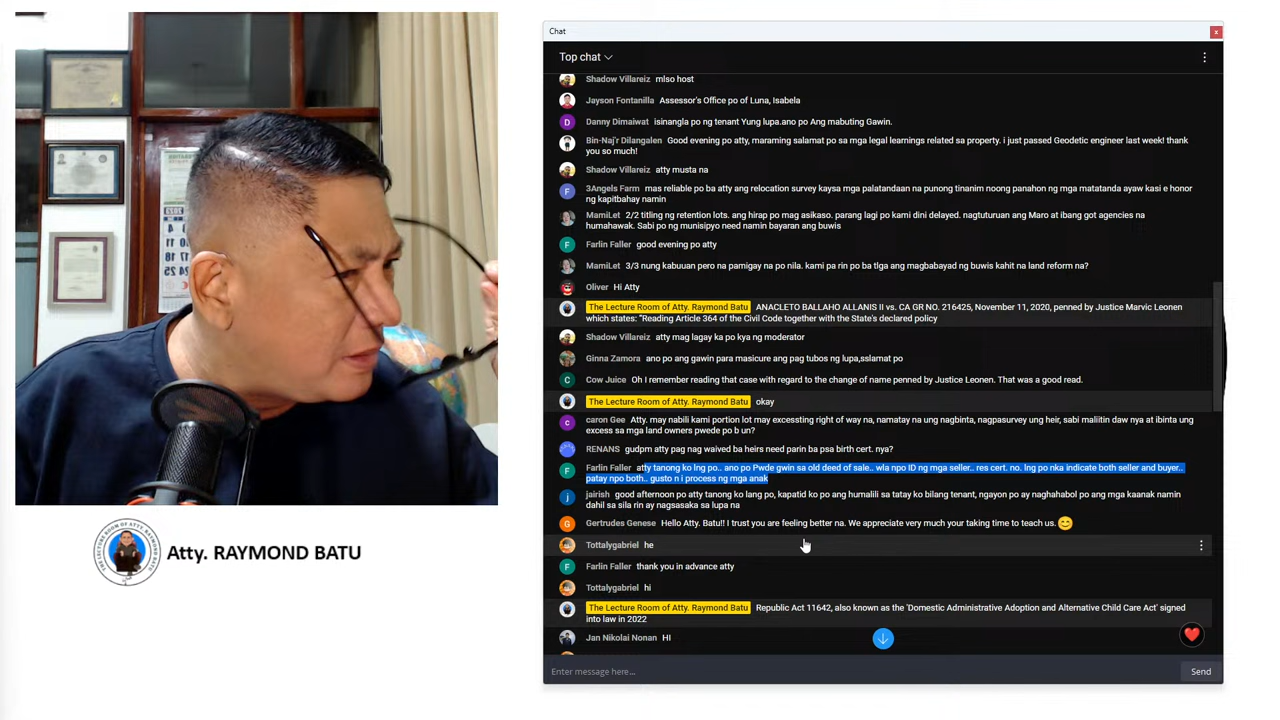 Chat
Top chat
Shadow Villareiz mlso host
Jayson Fontanilla Assessor's Office po of Luna, Isabela
Danny Dimaiwat isinangla po ng tenant Yung lupa.ano po Ang mabuting Gawin.
Bin-Naj'r Dilangalen Good evening po atty, maraming salamat po sa mga legal learnings related sa property. i just passed Geodetic engineer last week! thank
you so much!
Shadow Villareiz atty musta na
3Angels Farm mas reliable po ba atty ang relocation survey kaysa mga palatandaan na punong tinanim noong panahon ng mga matatanda ayaw kasi e honor
ng kapitbahay namin
MamiLet 2/2 titling ng retention lots. ang hirap po mag asikaso. parang lagi po kami dini delayed. nagtuturuan ang Maro at ibang got agencies na
humahawak. Sabi po ng munisipyo need namin bayaran ang buwis
Farlin Faller good evening po atty
MamiLet 3/3 nung kabuuan pero na pamigay na po nila. kami pa rin po ba tlga ang magbabayad ng buwis kahit na land reform na?
Oliver Hi Atty
The Lecture Room of Atty. Raymond Batu ANACLETO BALLAHO ALLANIS II vs. CA GR NO. 216425, November 11, 2020, penned by Justice Marvic Leonen
which states: "Reading Article 364 of the Civil Code together with the State's declared policy
Shadow Villareiz atty mag lagay ka po kya ng moderator
Ginna Zamora ano po ang gawin para masicure ang pag tubos ng lupa,sslamat po
Cow Juice Oh I remember reading that case with regard to the change of name penned by Justice Leonen. That was a good read.
The Lecture Room of Atty. Raymond Batu okay
caron Gee Atty. may nabili kami portion lot may excessting right of way na, namatay na ung nagbinta, nagpasurvey ung heir, sabi maliitin daw nya at ibinta ung
excess sa mga land owners pwede po b un?
RENANS gudpm atty pag nag waived ba heirs need parin ba psa birth cert. nya?
Farlin Faller atty tanong ko lng po.. ano po Pwde gwin sa old deed of sale.. wla npo ID ng mga seller.. res cert. no. lng po nka indicate both seller and buyer..
patay npo both.. gusto n i process ng mga anak
jairish good afternoon po atty tanong ko lang po, kapatid ko po ang humalili sa tatay ko bilang tenant, ngayon po ay naghahabol po ang mga kaanak namin
dahil sa sila rin ay nagsasaka sa lupa na
Gertrudes Genese Hello Atty. Batu!! I trust you are feeling better na. We appreciate very much your taking time to teach us. 😊
Tottalygabriel he
Farlin Faller thank you in advance atty
Tottalygabriel hi
The Lecture Room of Atty. Raymond Batu Republic Act 11642, also known as the 'Domestic Administrative Adoption and Alternative Child Care Act' signed
into law in 2022
Jan Nikolai Nonan HI
Enter message here...
Send
Atty. RAYMOND BATU